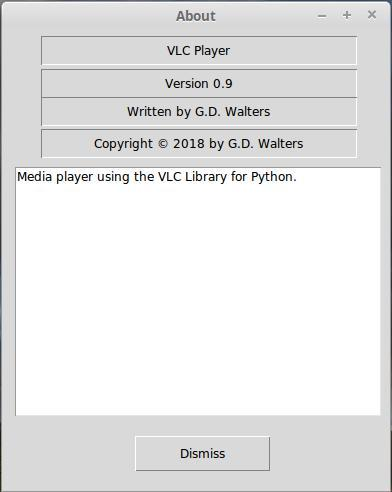 About
VLC Player
Version 0.9
Written by G.D. Walters
Copyright © 2018 by G.D. Walters
Media player using the VLC Library for Python.
Dismiss